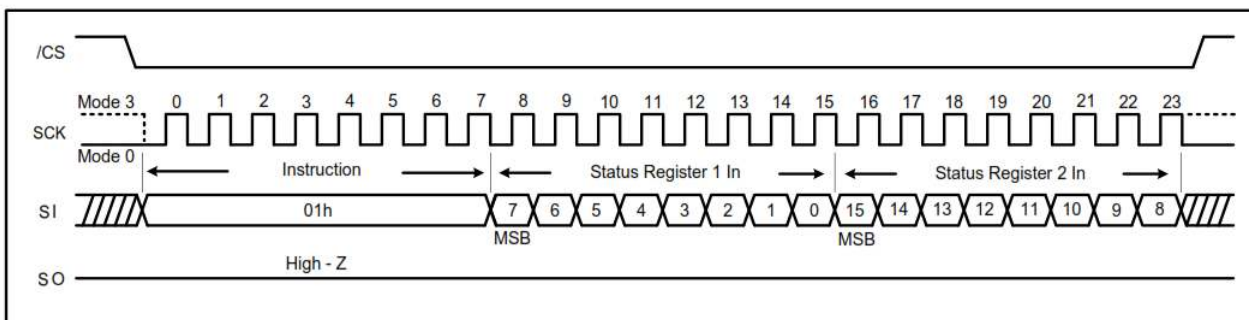 /CS
Mode 3 0 1 2 3 4 5 6 7 8 9 10 11 12 13 14 15 16 17 18 19 20 21 22 23
SCK
Mode 0
Instruction Status Register 1 In Status Register 2 In
SI 01h 7 6 5 4 3 2 1 0 15 14 13 12 11 10 9 8
MSB MSB
High - Z
SO